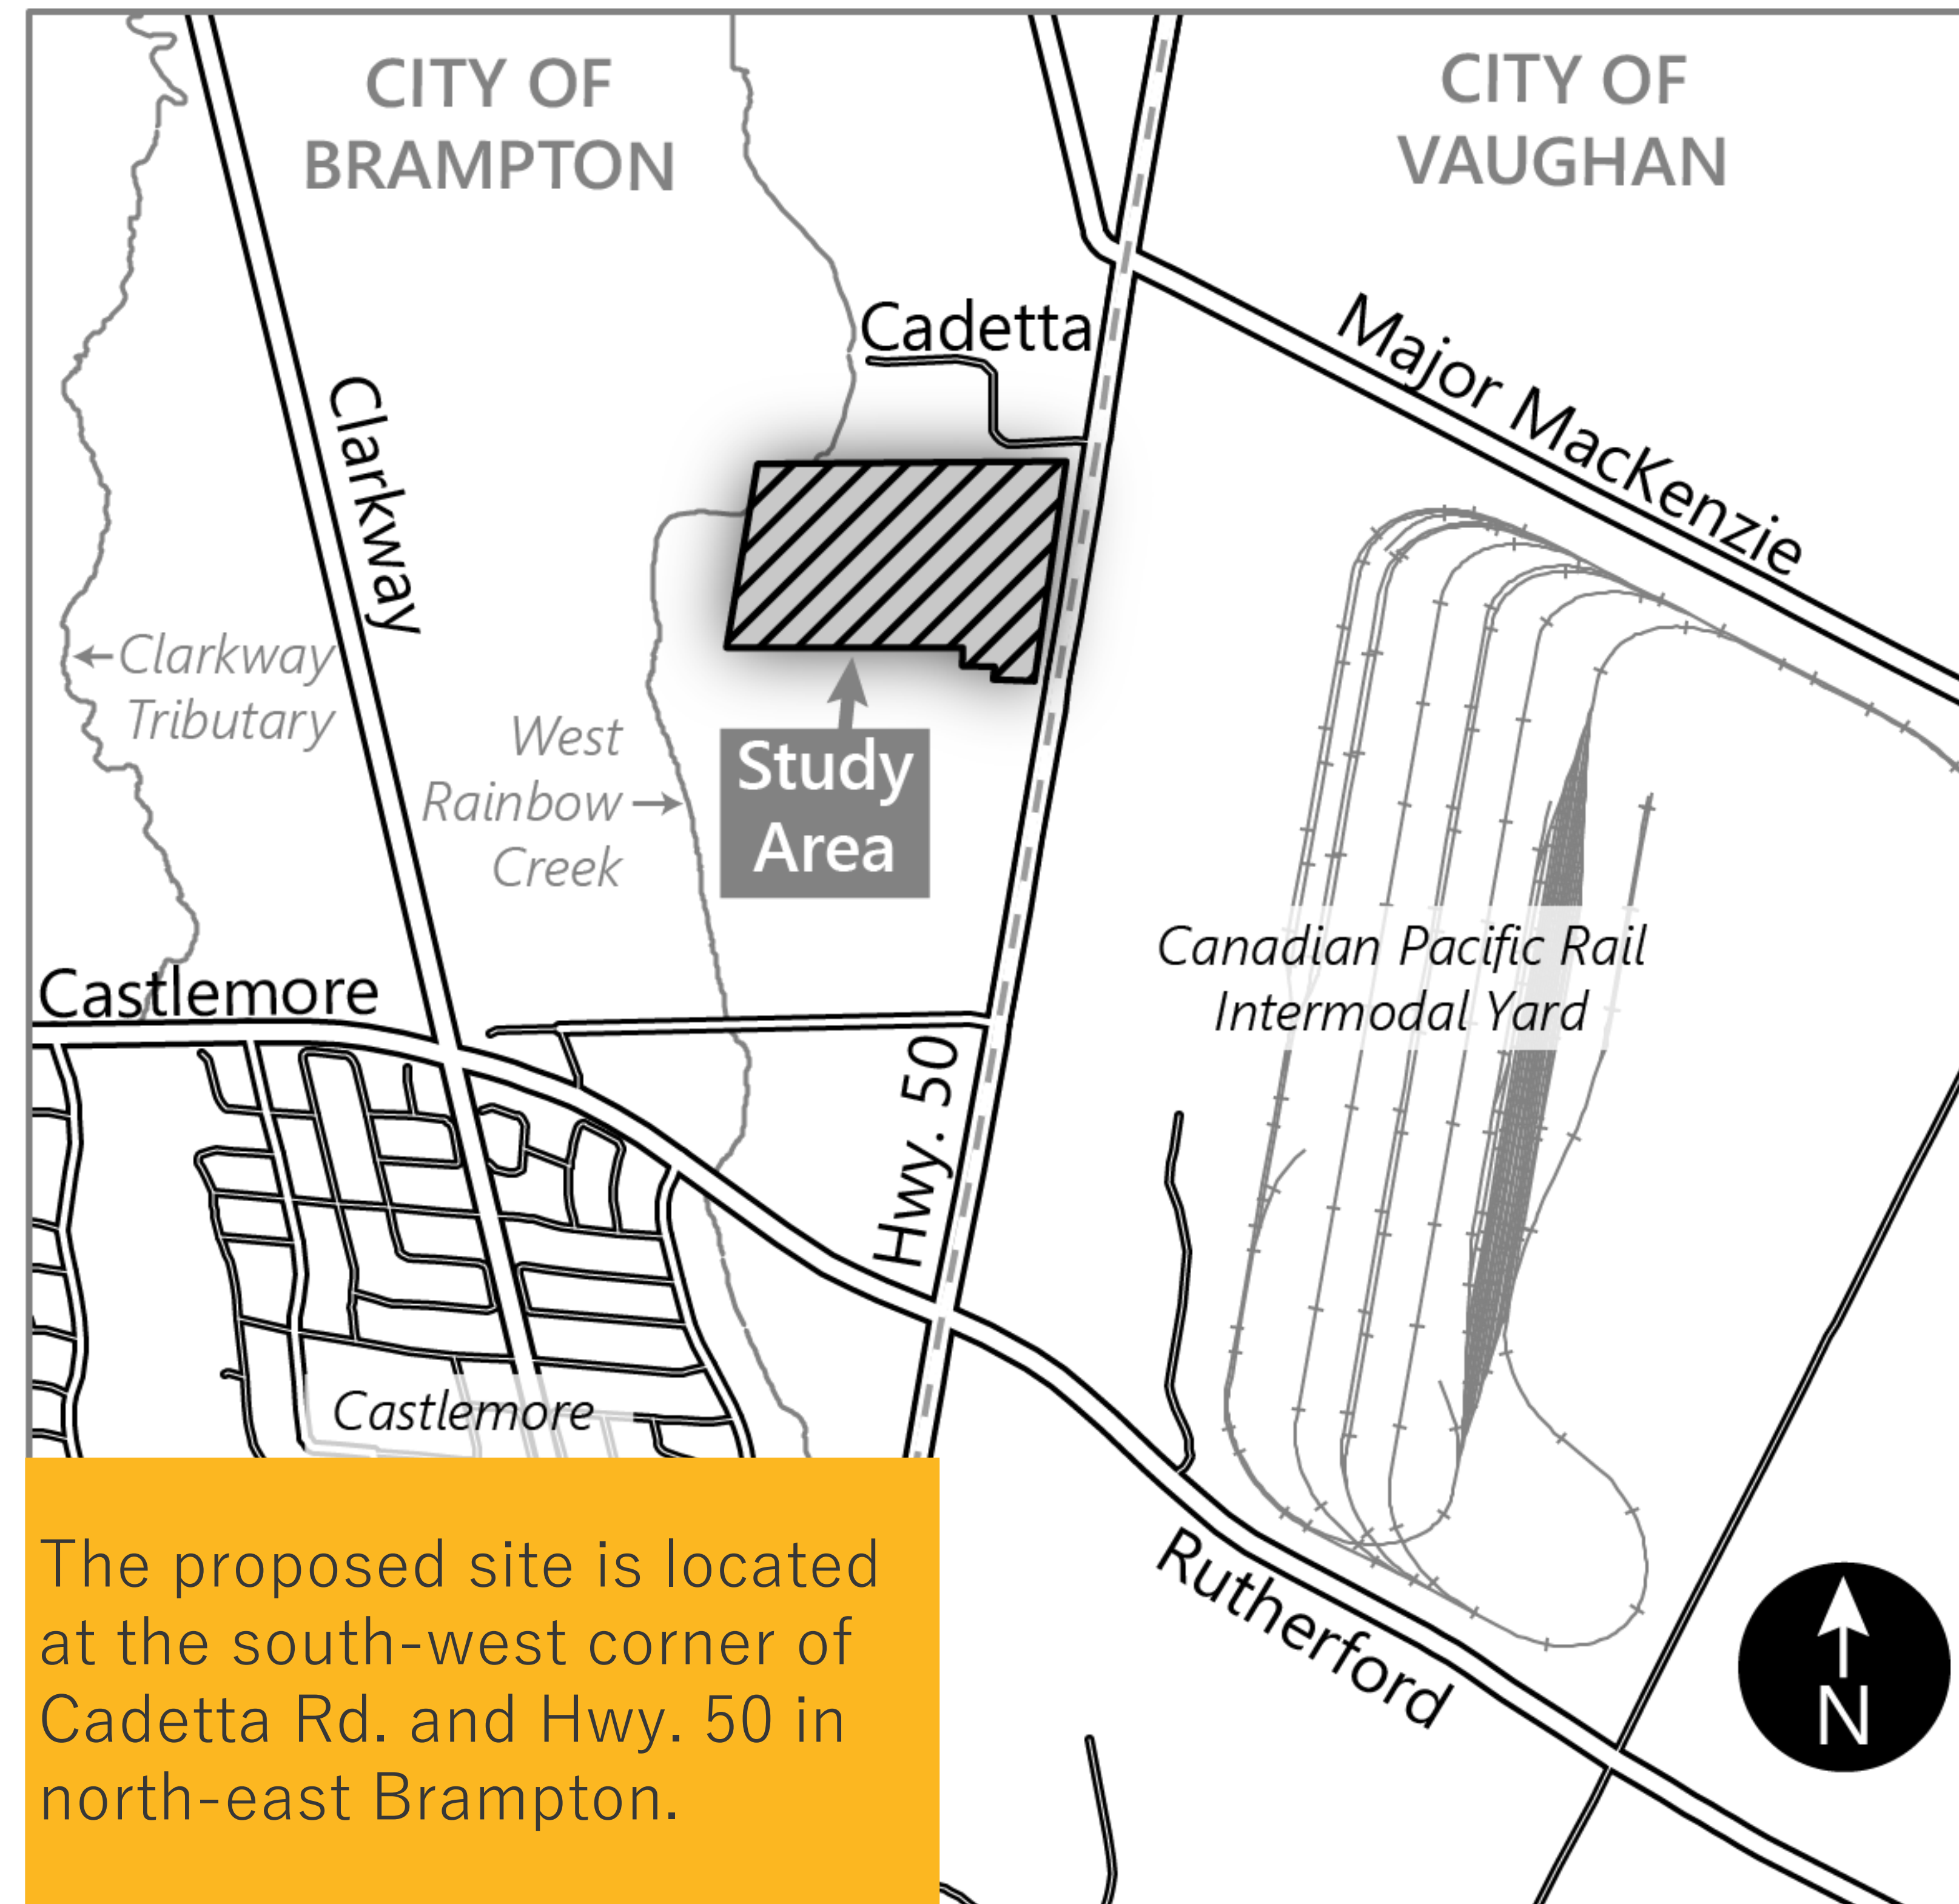 CITY OF
BRAMPTON
CITY OF
VAUGHAN
Cadetta
Major MacKenzie
Clarkway
Clarkway
Tributary
West
Rainbow
Creek
Study
Area
Canadian Pacific Rail
Intermodal Yard
Castlemore
Hwy. 50
Castlemore
Rutherford
N
The proposed site is located
at the south-west corner of
Cadetta Rd. and Hwy. 50 in
north-east Brampton.